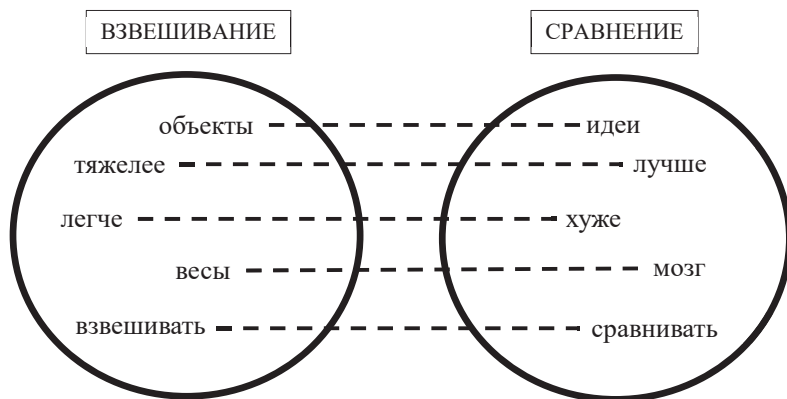 ВЗВЕШИВАНИЕ СРАВНЕНИЕ
объекты идеи
тяжелее лучше
легче хуже
весы мозг
взвешивать сравнивать